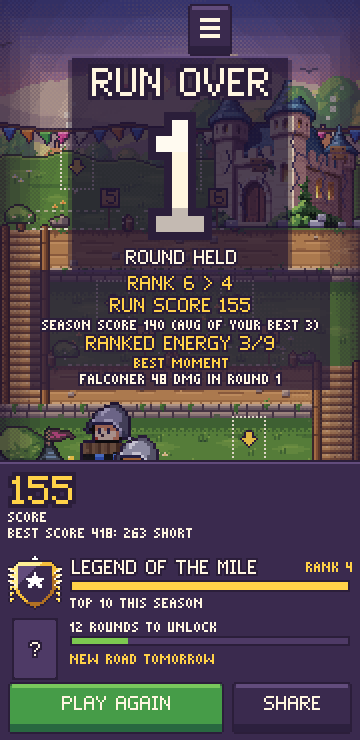 RUN OVER
5
6
1
ROUND HELD
RANK 6 > 4
RUN SCORE 155
SEASON SCORE 140 (AVG OF YOUR BEST 3)
RANKED ENERGY 3/9
BEST MOMENT
FALCONER 48 DMG IN ROUND 1
155
SCORE
BEST SCORE 418: 263 SHORT
LEGEND OF THE MILE
RANK 4
TOP 10 THIS SEASON
?
12 ROUNDS TO UNLOCK
NEW ROAD TOMORROW
PLAY AGAIN
SHARE